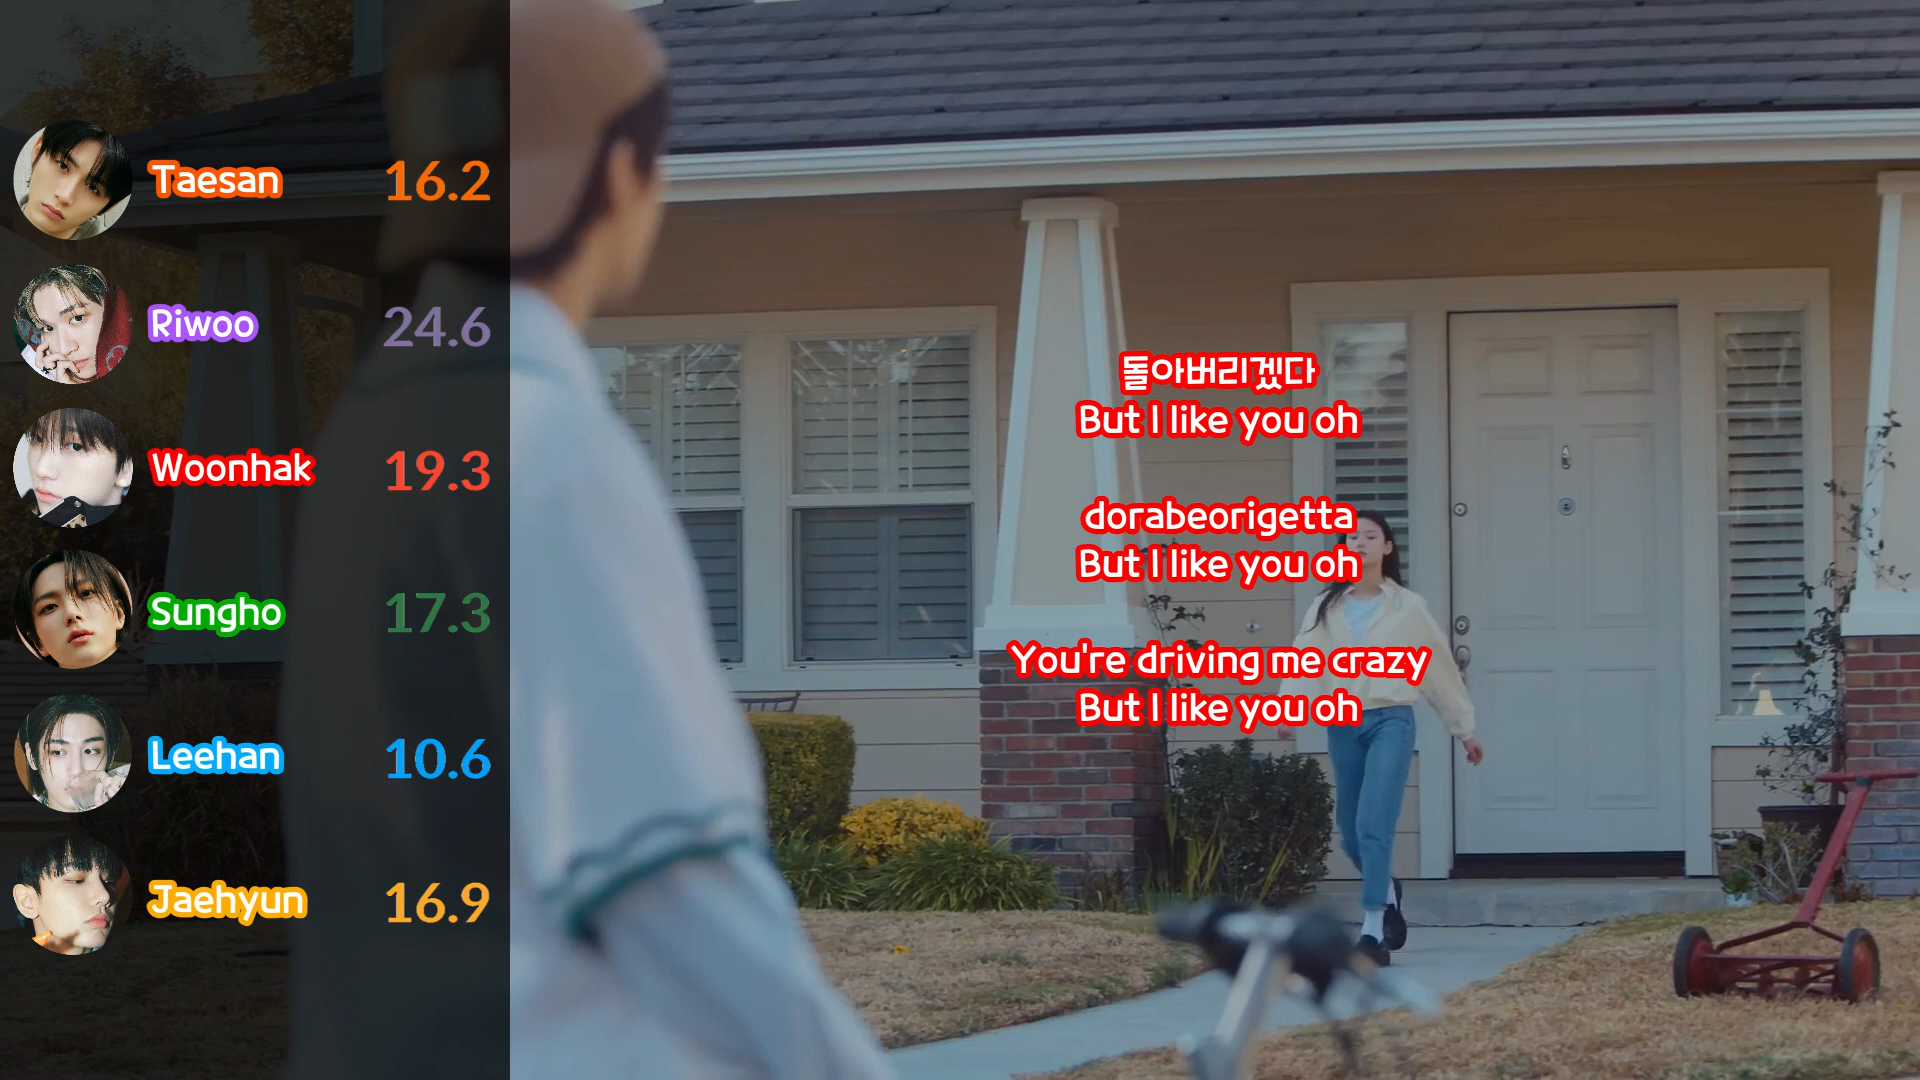 Taesan 16.2
Riwoo 24.6
Woonhak 19.3
Sungho 17.3
Leehan 10.6
Jaehyun 16.9
돌아버리겠다
But I like you oh
dorabeorigetta
But I like you oh
You're driving me crazy
But I like you oh